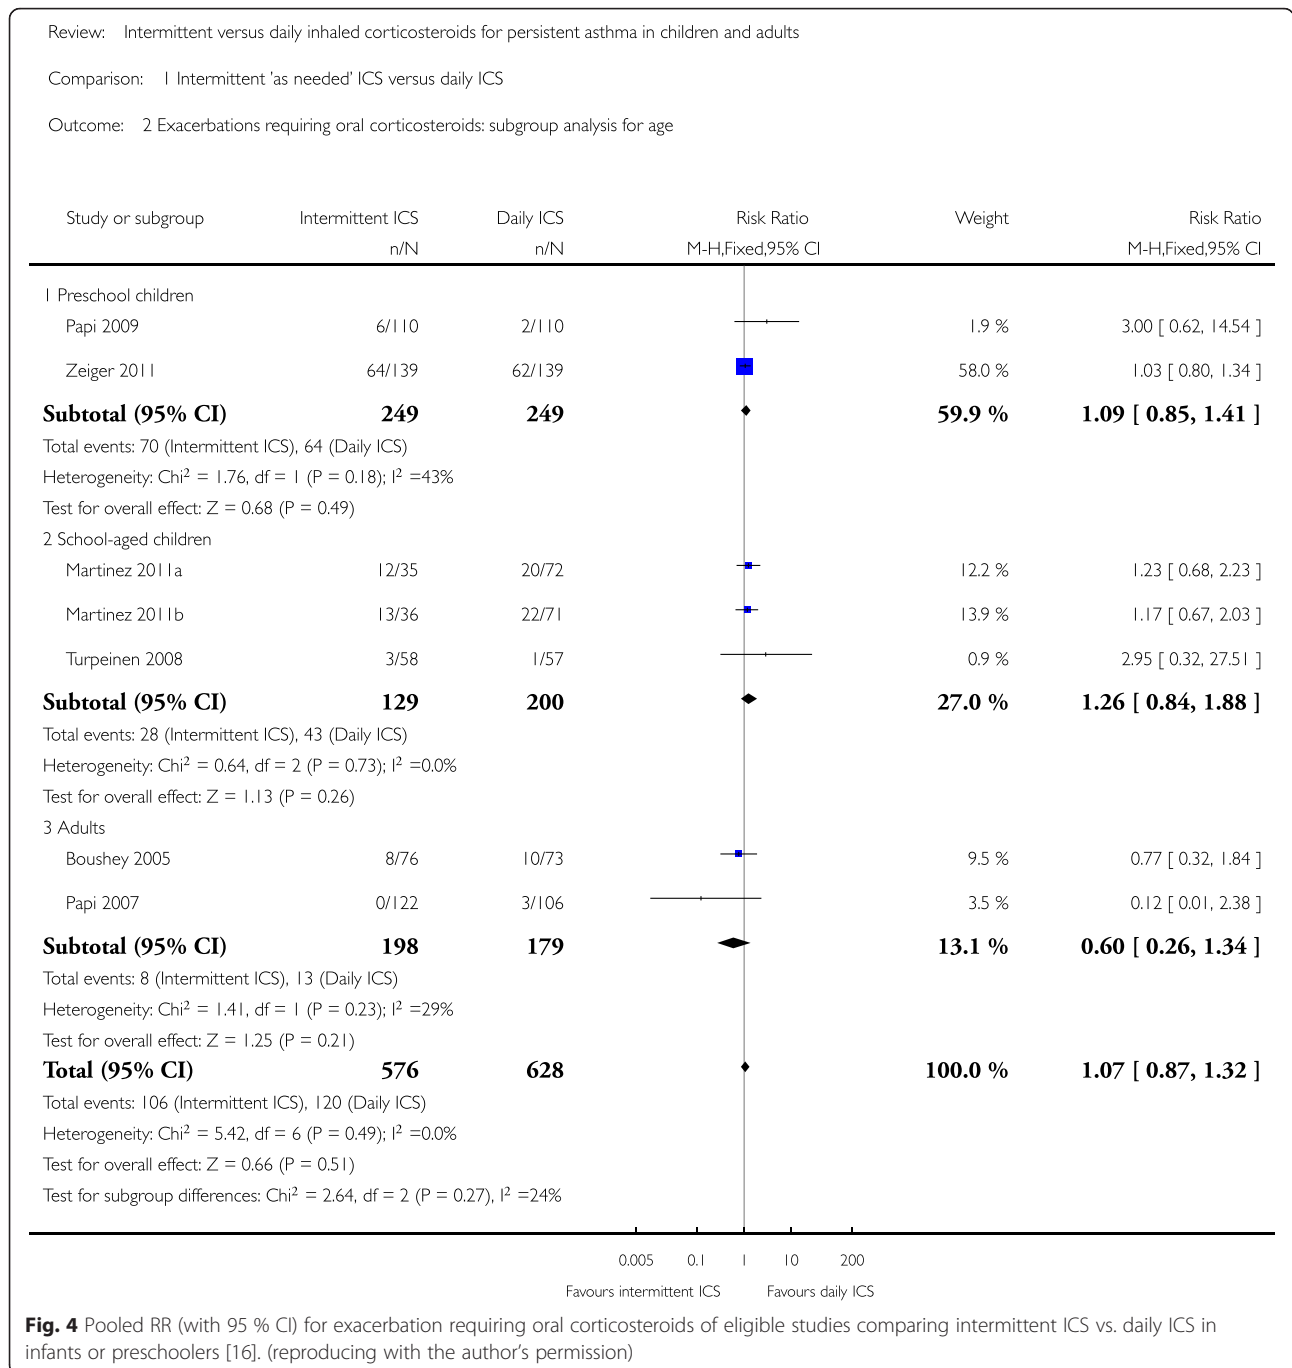 Review: Intermittent versus daily inhaled corticosteroids for persistent asthma in children and adults
Comparison: 1 Intermittent 'as needed' ICS versus daily ICS
Outcome: 2 Exacerbations requiring oral corticosteroids: subgroup analysis for age
Study or subgroup Intermittent ICS Daily ICS Risk Ratio Weight Risk Ratio
n/N n/N M-H,Fixed,95% CI M-H,Fixed,95% CI
1 Preschool children
Papi 2009 6/110 2/110 1.9 % 3.00 [ 0.62, 14.54 ]
Zeiger 2011 64/139 62/139 58.0 % 1.03 [ 0.80, 1.34 ]
Subtotal (95% CI) 249 249 59.9 % 1.09 [ 0.85, 1.41 ]
Total events: 70 (Intermittent ICS), 64 (Daily ICS)
Heterogeneity: Chi² = 1.76, df = 1 (P = 0.18); I² =43%
Test for overall effect: Z = 0.68 (P = 0.49)
2 School-aged children
Martinez 2011a 12/35 20/72 12.2 % 1.23 [ 0.68, 2.23 ]
Martinez 2011b 13/36 22/71 13.9 % 1.17 [ 0.67, 2.03 ]
Turpeinen 2008 3/58 1/57 0.9 % 2.95 [ 0.32, 27.51 ]
Subtotal (95% CI) 129 200 27.0 % 1.26 [ 0.84, 1.88 ]
Total events: 28 (Intermittent ICS), 43 (Daily ICS)
Heterogeneity: Chi² = 0.64, df = 2 (P = 0.73); I² =0.0%
Test for overall effect: Z = 1.13 (P = 0.26)
3 Adults
Boushey 2005 8/76 10/73 9.5 % 0.77 [ 0.32, 1.84 ]
Papi 2007 0/122 3/106 3.5 % 0.12 [ 0.01, 2.38 ]
Subtotal (95% CI) 198 179 13.1 % 0.60 [ 0.26, 1.34 ]
Total events: 8 (Intermittent ICS), 13 (Daily ICS)
Heterogeneity: Chi² = 1.41, df = 1 (P = 0.23); I² =29%
Test for overall effect: Z = 1.25 (P = 0.21)
Total (95% CI) 576 628 100.0 % 1.07 [ 0.87, 1.32 ]
Total events: 106 (Intermittent ICS), 120 (Daily ICS)
Heterogeneity: Chi² = 5.42, df = 6 (P = 0.49); I² =0.0%
Test for overall effect: Z = 0.66 (P = 0.51)
Test for subgroup differences: Chi² = 2.64, df = 2 (P = 0.27), I² =24%
0.005 0.1 1 10 200
Favours intermittent ICS Favours daily ICS
Fig. 4 Pooled RR (with 95 % CI) for exacerbation requiring oral corticosteroids of eligible studies comparing intermittent ICS vs. daily ICS in
infants or preschoolers [16]. (reproducing with the author's permission)